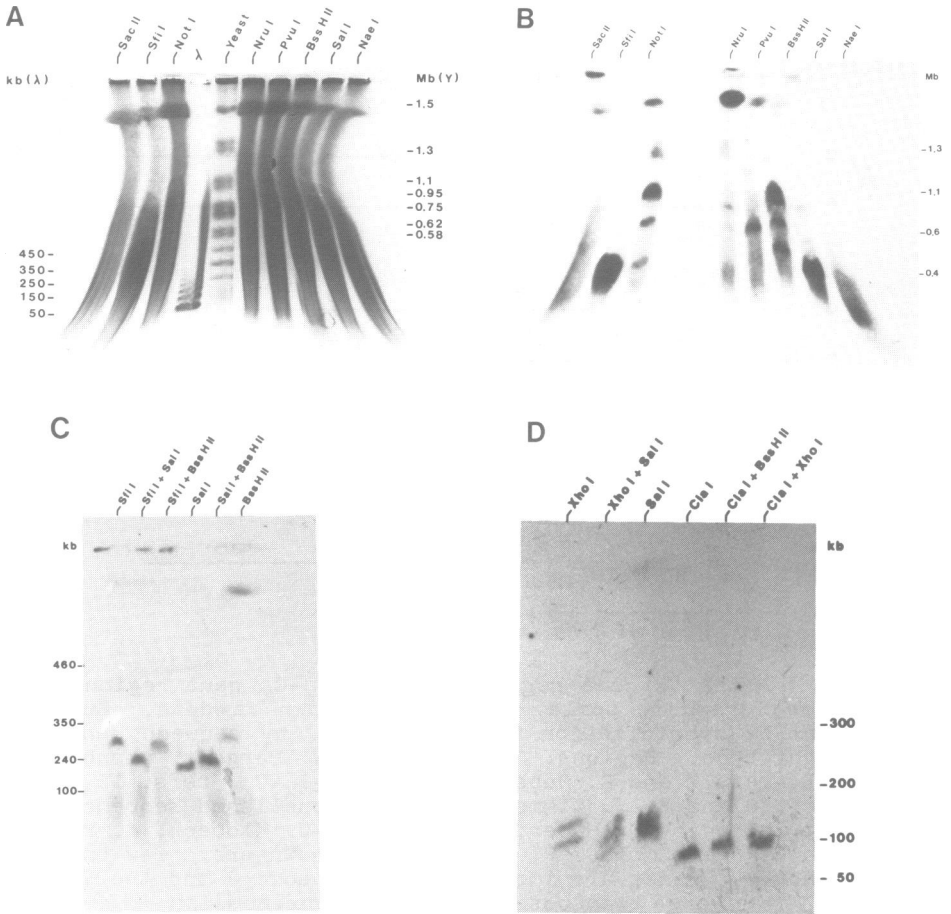 A
Sac II
Sfi I
Not I
λ
Yeast
Nru I
Pvu I
BssH II
Sal I
Nae I
kb (λ)
Mb (Y)
-1.5
-1.3
-1.1
-0.95
-0.75
-0.62
-0.58
450 -
350 -
250 -
150 -
50 -
B
Sac II
Sfi I
Not I
Nru I
Pvu I
BssH II
Sal I
Nae I
Mb
-1.3
-1.1
-0.6
-0.4
C
Sfi I
Sfi I + Sal I
Sfi I + BssH II
Sal I
Sal I + BssH II
BssH II
kb
460-
350-
240-
100-
D
Xho I
Xho I + Sal I
Sal I
Cla I
Cla I + BssH II
Cla I + Xho I
kb
- 300
- 200
- 100
- 50